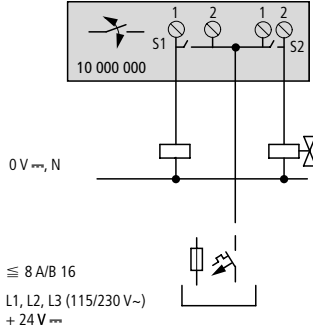 1 2 1 2
S1 S2
10 000 000
0 V ⎓, N
≦ 8 A/B 16
L1, L2, L3 (115/230 V~)
+ 24 V ⎓